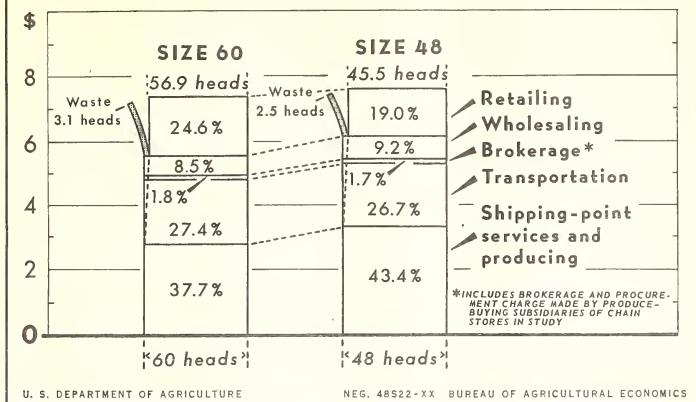 $
8
6
4
2
0
SIZE 60
56.9 heads
Waste
3.1 heads
24.6%
8.5%
1.8%
27.4%
37.7%
"60 heads"
SIZE 48
45.5 heads
Waste
2.5 heads
19.0%
9.2%
1.7%
26.7%
43.4%
"48 heads"
Retailing
Wholesaling
Brokerage*
Transportation
Shipping-point
services and
producing
*INCLUDES BROKERAGE AND PROCURE-
MENT CHARGE MADE BY PRODUCE-
BUYING SUBSIDIARIES OF CHAIN
STORES IN STUDY
U. S. DEPARTMENT OF AGRICULTURE
NEG. 48S22-XX BUREAU OF AGRICULTURAL ECONOMICS